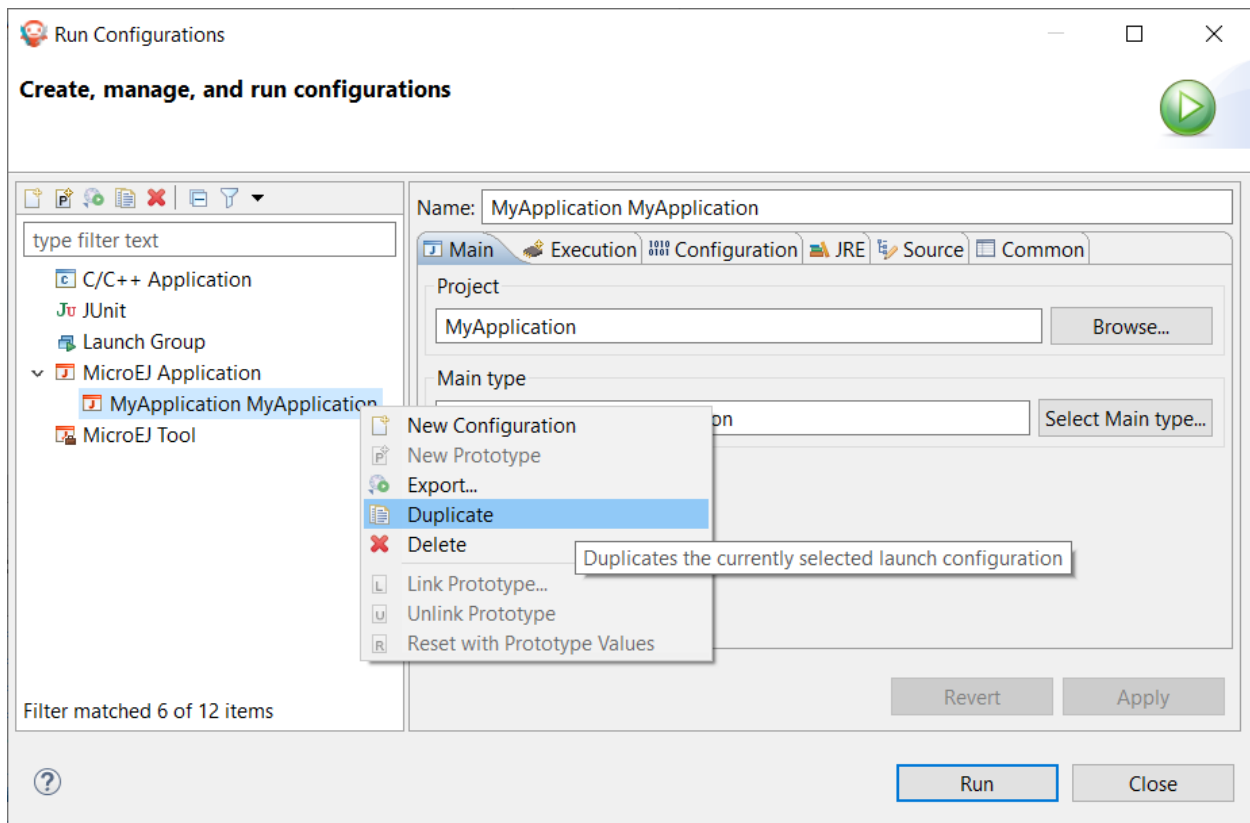 Run Configurations
Create, manage, and run configurations
type filter text
C/C++ Application
Ju JUnit
Launch Group
MicroEJ Application
MyApplication MyApplication
MicroEJ Tool
Filter matched 6 of 12 items
Name: MyApplication MyApplication
Main Execution Configuration JRE Source Common
Project
MyApplication Browse...
Main type
on Select Main type...
New Configuration
New Prototype
Export...
Duplicate
Delete
Duplicates the currently selected launch configuration
Link Prototype...
Unlink Prototype
Reset with Prototype Values
Revert Apply
Run Close